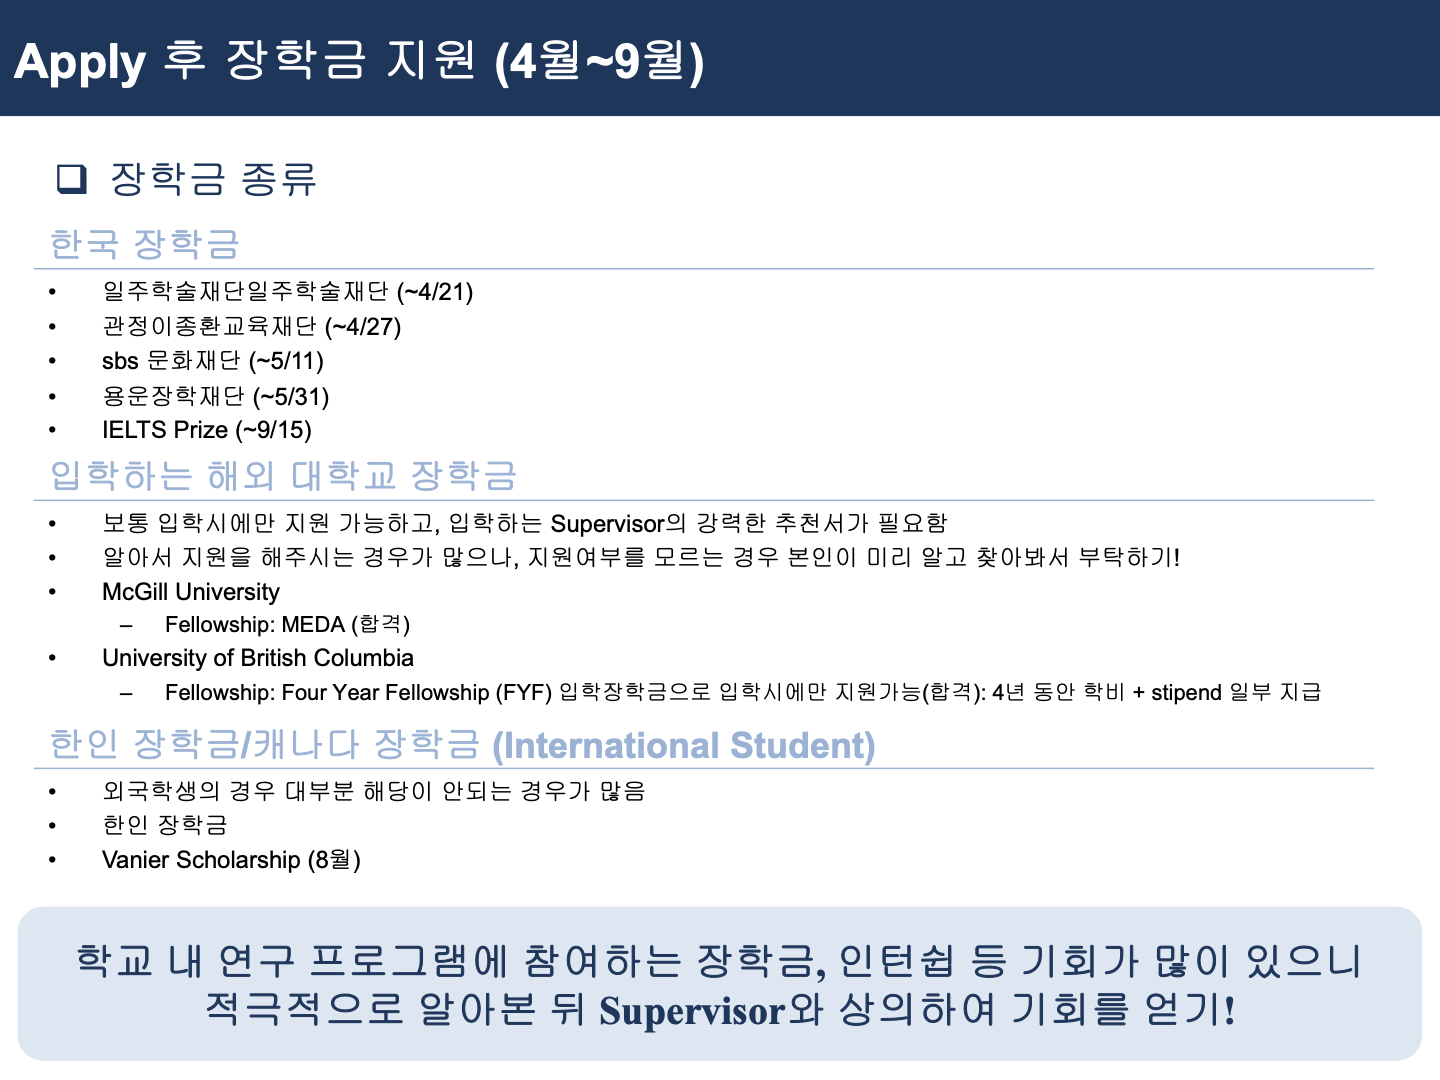 Apply 후 장학금 지원 (4월~9월)
❑ 장학금 종류
한국 장학금
• 일주학술재단일주학술재단 (~4/21)
• 관정이종환교육재단 (~4/27)
• sbs 문화재단 (~5/11)
• 용운장학재단 (~5/31)
• IELTS Prize (~9/15)
입학하는 해외 대학교 장학금
• 보통 입학시에만 지원 가능하고, 입학하는 Supervisor의 강력한 추천서가 필요함
• 알아서 지원을 해주시는 경우가 많으나, 지원여부를 모르는 경우 본인이 미리 알고 찾아봐서 부탁하기!
• McGill University
– Fellowship: MEDA (합격)
• University of British Columbia
– Fellowship: Four Year Fellowship (FYF) 입학장학금으로 입학시에만 지원가능(합격): 4년 동안 학비 + stipend 일부 지급
한인 장학금/캐나다 장학금 (International Student)
• 외국학생의 경우 대부분 해당이 안되는 경우가 많음
• 한인 장학금
• Vanier Scholarship (8월)
학교 내 연구 프로그램에 참여하는 장학금, 인턴쉽 등 기회가 많이 있으니
적극적으로 알아본 뒤 Supervisor와 상의하여 기회를 얻기!